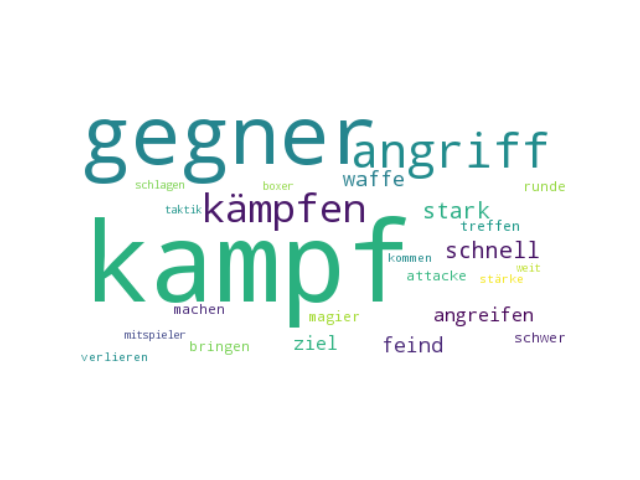 gegner
angriff
waffe
schlagen
boxer
runde
taktik
kämpfen
stark
treffen
kampf
schnell
kommen
weit
attacke
stärke
machen
magier
angreifen
mitspieler
bringen
ziel
feind
schwer
verlieren